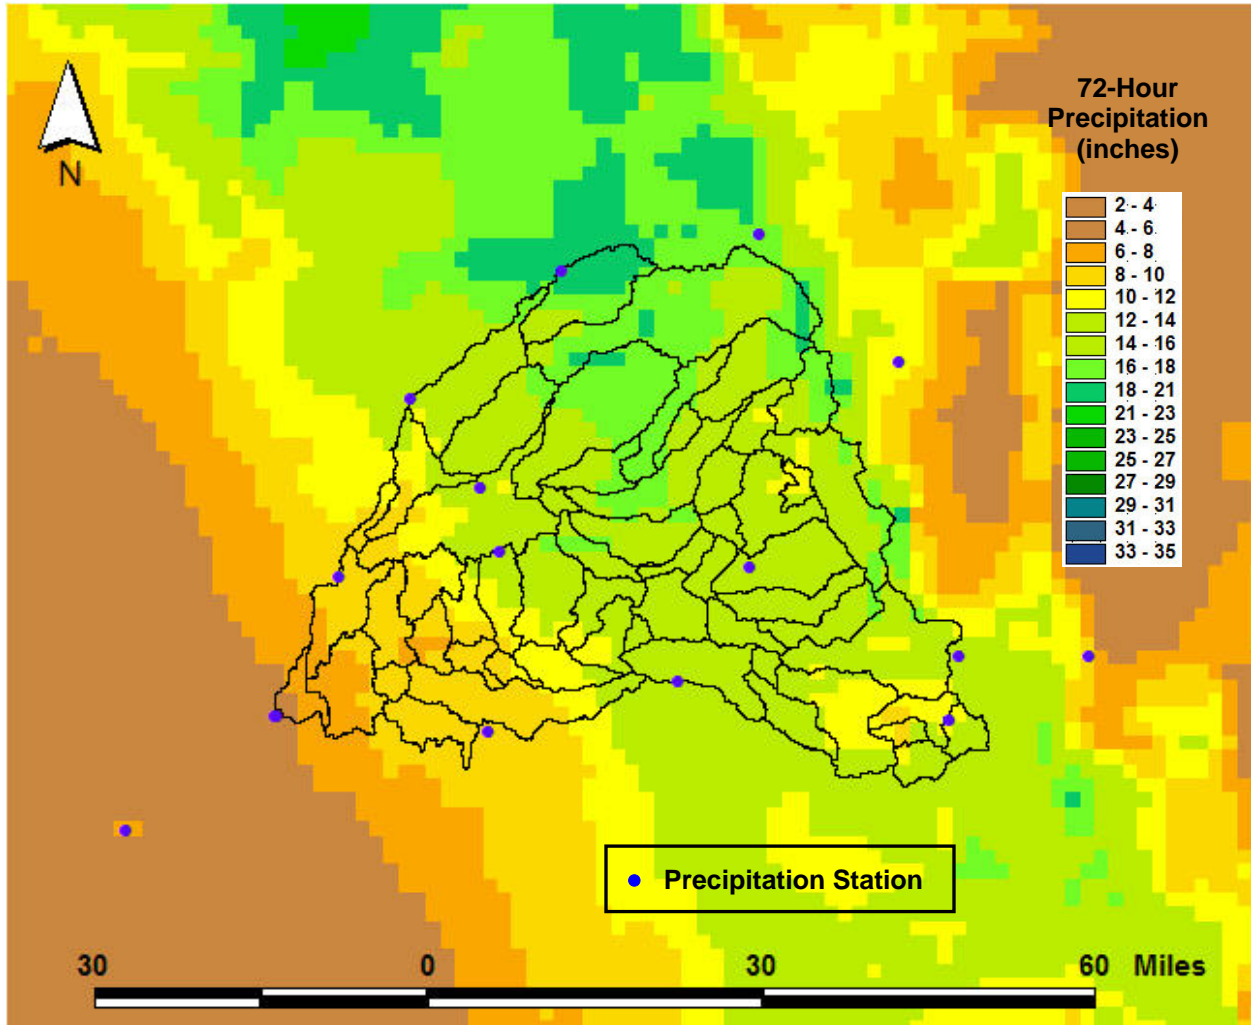 N
72-Hour
Precipitation
(inches)
2 - 4
4 - 6
6 - 8
8 - 10
10 - 12
12 - 14
14 - 16
16 - 18
18 - 21
21 - 23
23 - 25
25 - 27
27 - 29
29 - 31
31 - 33
33 - 35
Precipitation Station
30 0 30 60 Miles